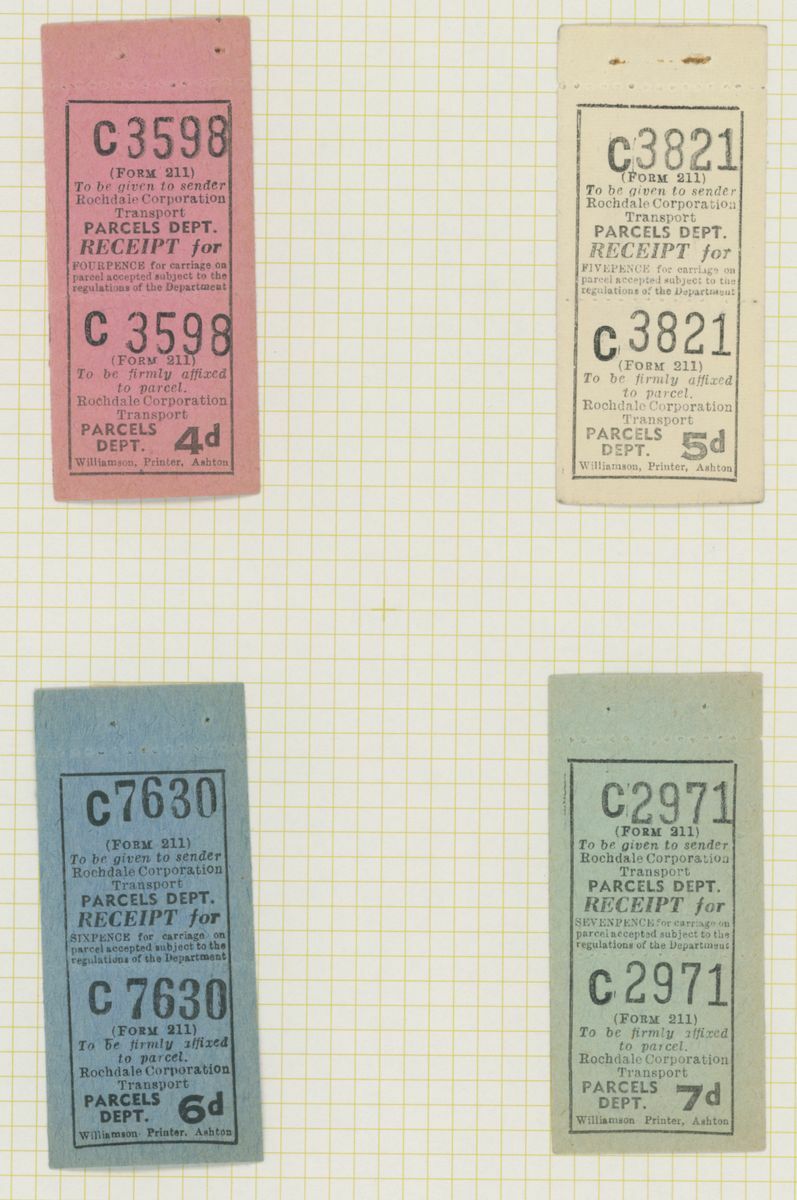 C 3598
(FORM 211)
To be given to sender
Rochdale Corporation
Transport
PARCELS DEPT.
RECEIPT for
FOURPENCE for carriage on
parcel accepted subject to the
regulations of the Department
C 3598
(FORM 211)
To be firmly affixed
to parcel.
Rochdale Corporation
Transport
PARCELS
DEPT. 4d
Williamson, Printer, Ashton
C 3821
(FORM 211)
To be given to sender
Rochdale Corporation
Transport
PARCELS DEPT.
RECEIPT for
FIVEPENCE for carriage on
parcel accepted subject to the
regulations of the Department
C 3821
(FORM 211)
To be firmly affixed
to parcel.
Rochdale Corporation
Transport
PARCELS
DEPT. 5d
Williamson, Printer, Ashton
C 7630
(FORM 211)
To be given to sender
Rochdale Corporation
Transport
PARCELS DEPT.
RECEIPT for
SIXPENCE for carriage on
parcel accepted subject to the
regulations of the Department
C 7630
(FORM 211)
To be firmly affixed
to parcel.
Rochdale Corporation
Transport
PARCELS
DEPT. 6d
Williamson Printer, Ashton
C 2971
(FORM 211)
To be given to sender
Rochdale Corporation
Transport
PARCELS DEPT.
RECEIPT for
SEVENPENCE for carriage on
parcel accepted subject to the
regulations of the Department
C 2971
(FORM 211)
To be firmly affixed
to parcel.
Rochdale Corporation
Transport
PARCELS
DEPT. 7d
Williamson Printer, Ashton